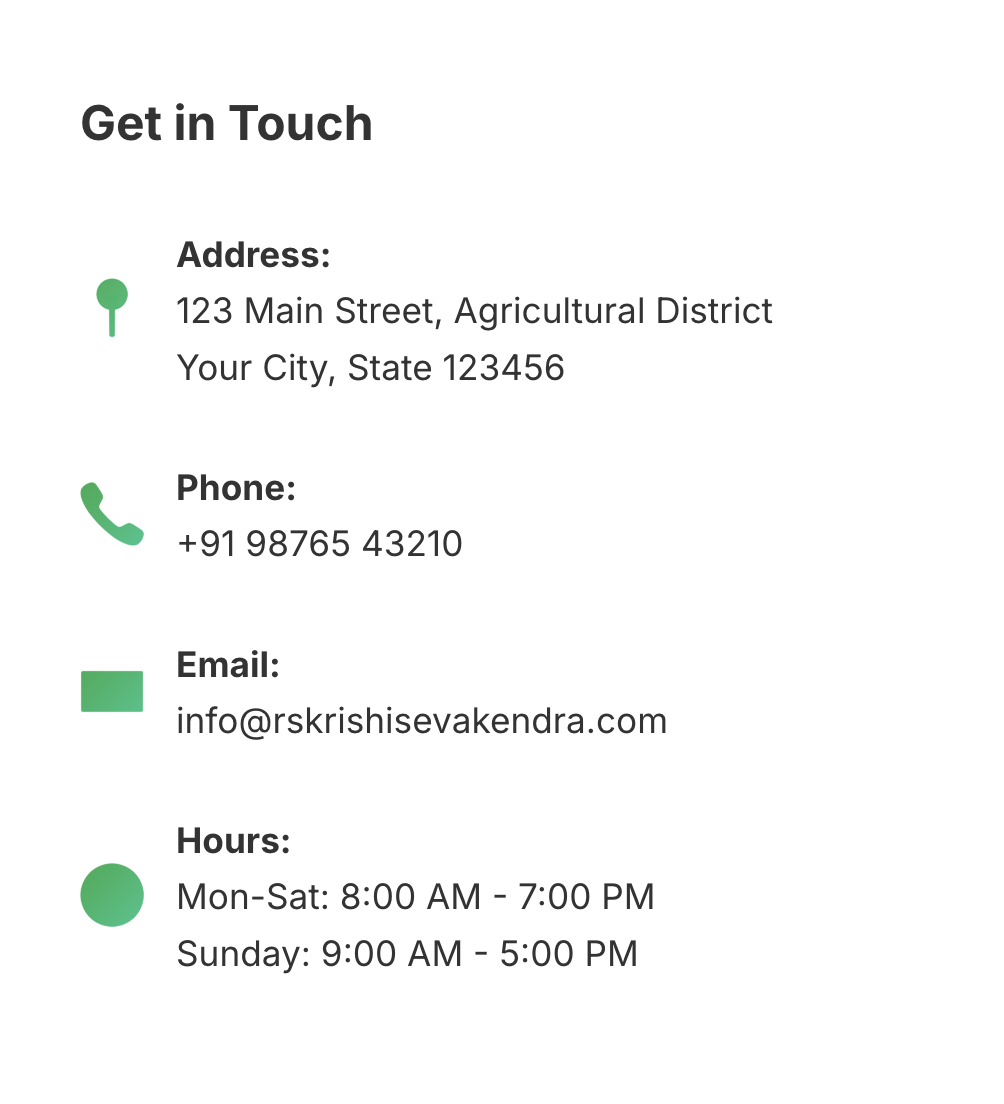 Get in Touch
Address:
123 Main Street, Agricultural District
Your City, State 123456
Phone:
+91 98765 43210
Email:
info@rskrishisevakendra.com
Hours:
Mon-Sat: 8:00 AM - 7:00 PM
Sunday: 9:00 AM - 5:00 PM